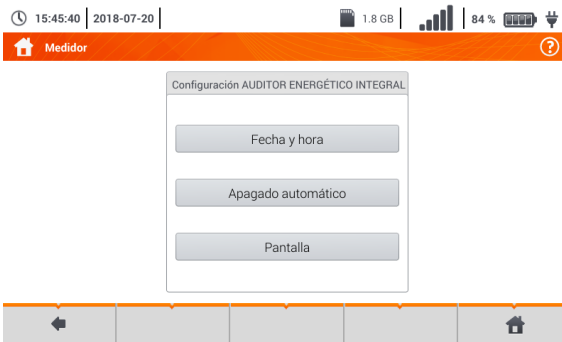 15:45:40 2018-07-20 1.8 GB 84 %
Medidor ?
Configuración AUDITOR ENERGÉTICO INTEGRAL
Fecha y hora
Apagado automático
Pantalla